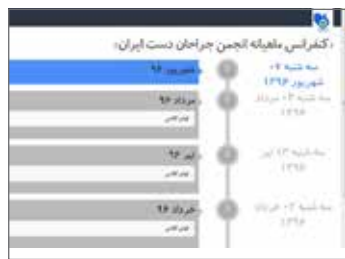 کنفرانس ماهیانه انجمن جراحان دست ایران:
سه شنبه ۰۷
شهریور ۱۳۹۶
شهریور ۹۶
سه شنبه ۰۳ مرداد
۱۳۹۶
مرداد ۹۶
سه شنبه ۱۳ تیر
۱۳۹۶
تیر ۹۶
سه شنبه ۰۲ خرداد
۱۳۹۶
خرداد ۹۶